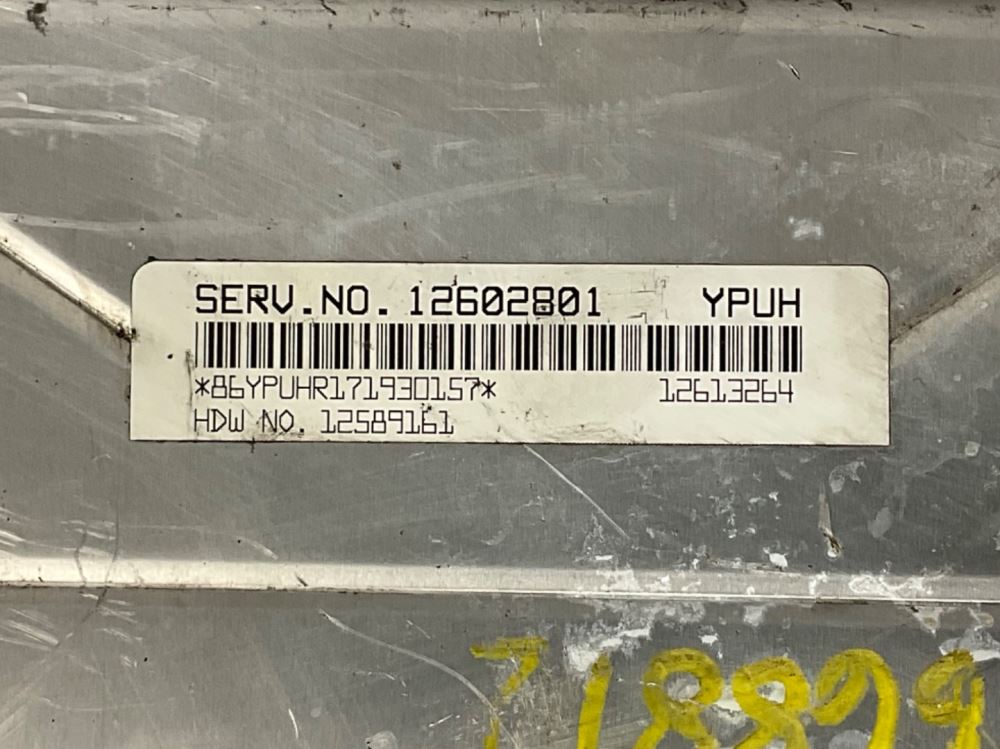 SERV.NO. 12602801 YPUH
*86YPUHR171930157* 12613264
HDW NO. 12589161